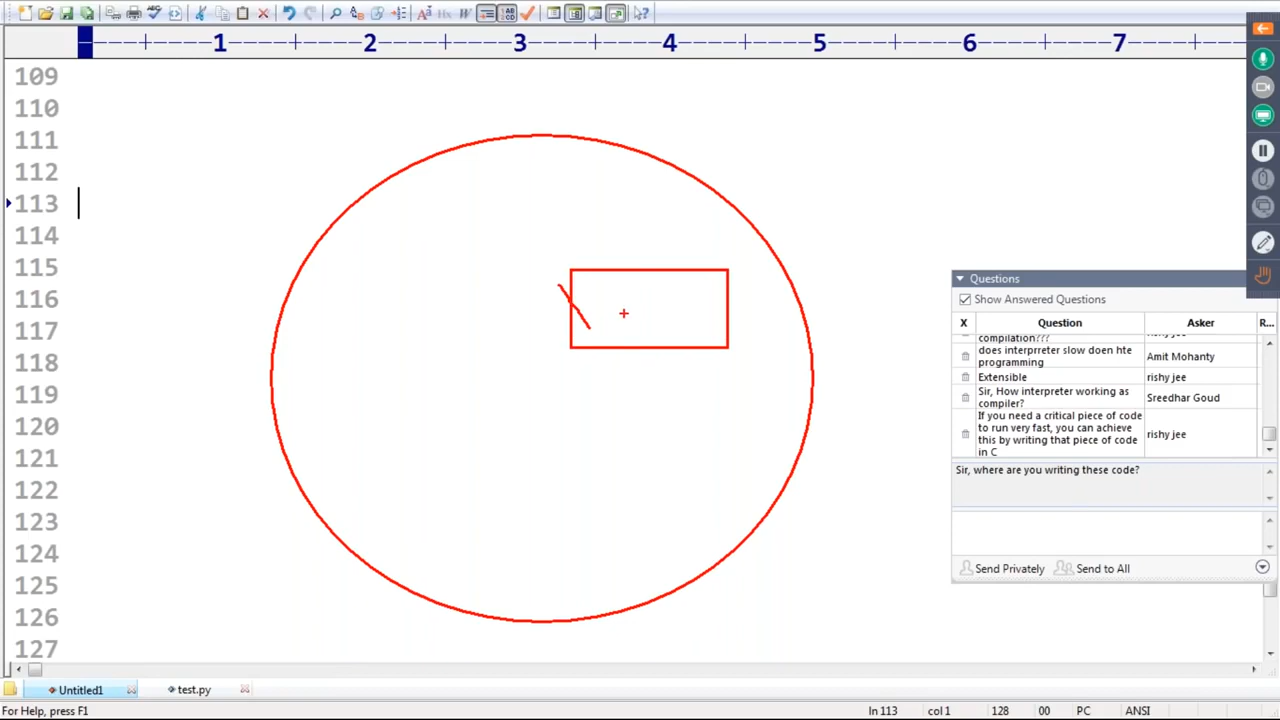 1 2 3 4 5 6 7
109
110
111
112
113
114
115
116
117
118
119
120
121
122
123
124
125
126
127
Questions
Show Answered Questions
X Question Asker R...
compilation??? rishy jee
does interprreter slow doen hte
programming
Amit Mohanty
Extensible rishy jee
Sir, How interpreter working as
compiler?
Sreedhar Goud
If you need a critical piece of code
to run very fast, you can achieve
this by writing that piece of code
in C
rishy jee
Sir, where are you writing these code?
Send Privately Send to All
Untitled1 test.py
For Help, press F1 ln 113 col 1 128 00 PC ANSI